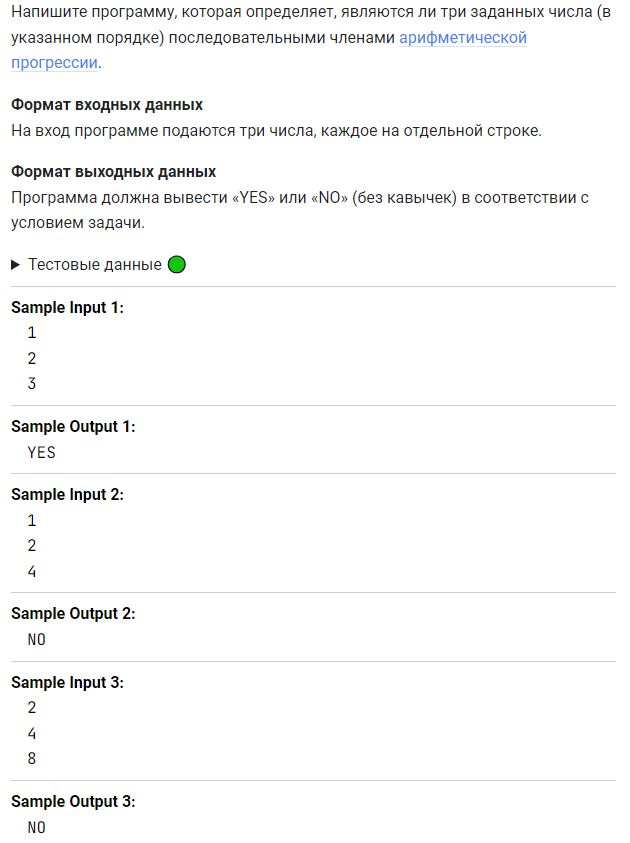 Напишите программу, которая определяет, являются ли три заданных числа (в
указанном порядке) последовательными членами арифметической
прогрессии.
Формат входных данных
На вход программе подаются три числа, каждое на отдельной строке.
Формат выходных данных
Программа должна вывести «YES» или «NO» (без кавычек) в соответствии с
условием задачи.
Тестовые данные
Sample Input 1:
1
2
3
Sample Output 1:
YES
Sample Input 2:
1
2
4
Sample Output 2:
NO
Sample Input 3:
2
4
8
Sample Output 3:
NO